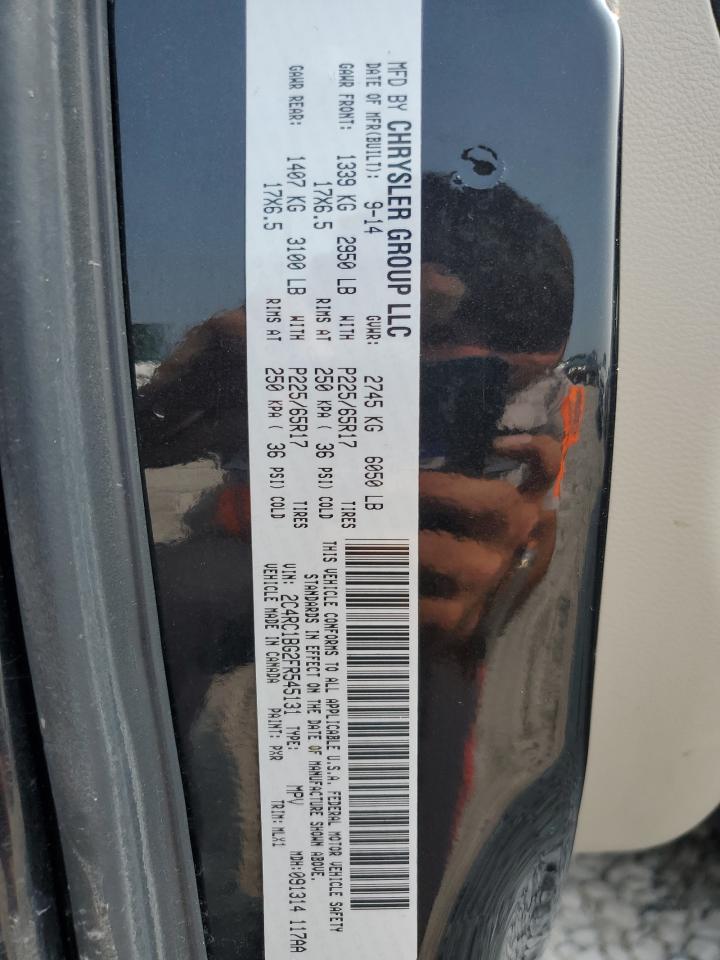 MFD BY CHRYSLER GROUP LLC
DATE OF MFR(BUILT): 9-14 GVWR: 2745 KG 6050 LB
GAWR FRONT: 1339 KG 2950 LB WITH P225/65R17 TIRES
17X6.5 RIMS AT 250 KPA ( 36 PSI) COLD
GAWR REAR: 1407 KG 3100 LB WITH P225/65R17 TIRES
17X6.5 RIMS AT 250 KPA ( 36 PSI) COLD
THIS VEHICLE CONFORMS TO ALL APPLICABLE U.S.A. FEDERAL MOTOR VEHICLE SAFETY
STANDARDS IN EFFECT ON THE DATE OF MANUFACTURE SHOWN ABOVE.
VIN: 2C4RC1BG2FR545131 TYPE: MPV MDH:091314 117AA
VEHICLE MADE IN CANADA PAINT: PXR TRIM:MLX1